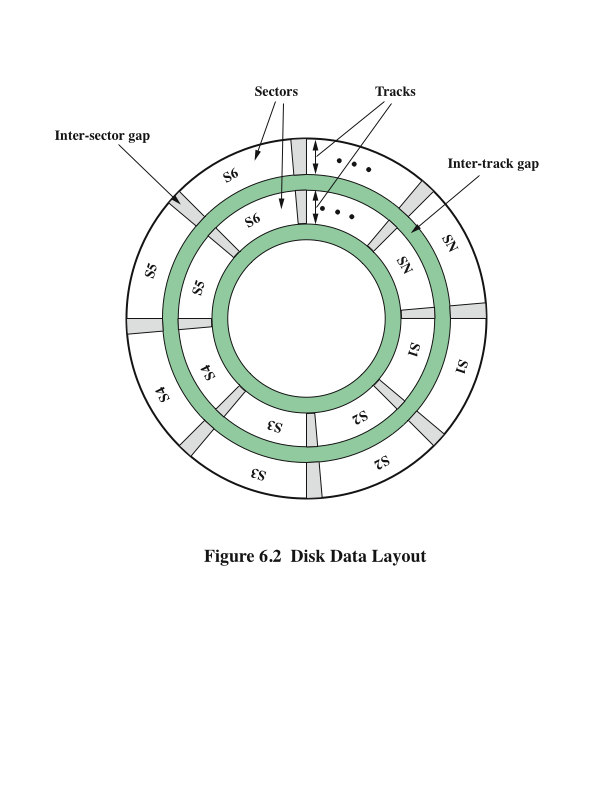 Sectors
Tracks
Inter-sector gap
Inter-track gap
S6
• • •
SN
S6
• • •
SN
S5
S5
S1
S1
S4
S4
S3
S2
S3
S2
Figure 6.2 Disk Data Layout